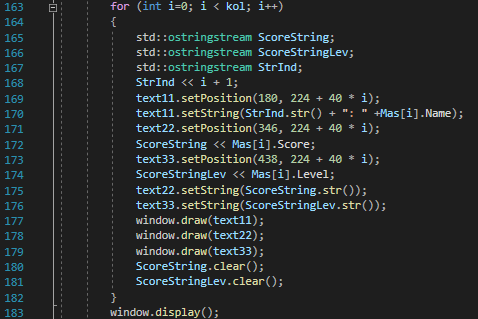 163 for (int i=0; i < kol; i++)
164 {
165 std::ostringstream ScoreString;
166 std::ostringstream ScoreStringLev;
167 std::ostringstream StrInd;
168 StrInd << i + 1;
169 text11.setPosition(180, 224 + 40 * i);
170 text11.setString(StrInd.str() + ": " +Mas[i].Name);
171 text22.setPosition(346, 224 + 40 * i);
172 ScoreString << Mas[i].Score;
173 text33.setPosition(438, 224 + 40 * i);
174 ScoreStringLev << Mas[i].Level;
175 text22.setString(ScoreString.str());
176 text33.setString(ScoreStringLev.str());
177 window.draw(text11);
178 window.draw(text22);
179 window.draw(text33);
180 ScoreString.clear();
181 ScoreStringLev.clear();
182 }
183 window.display();